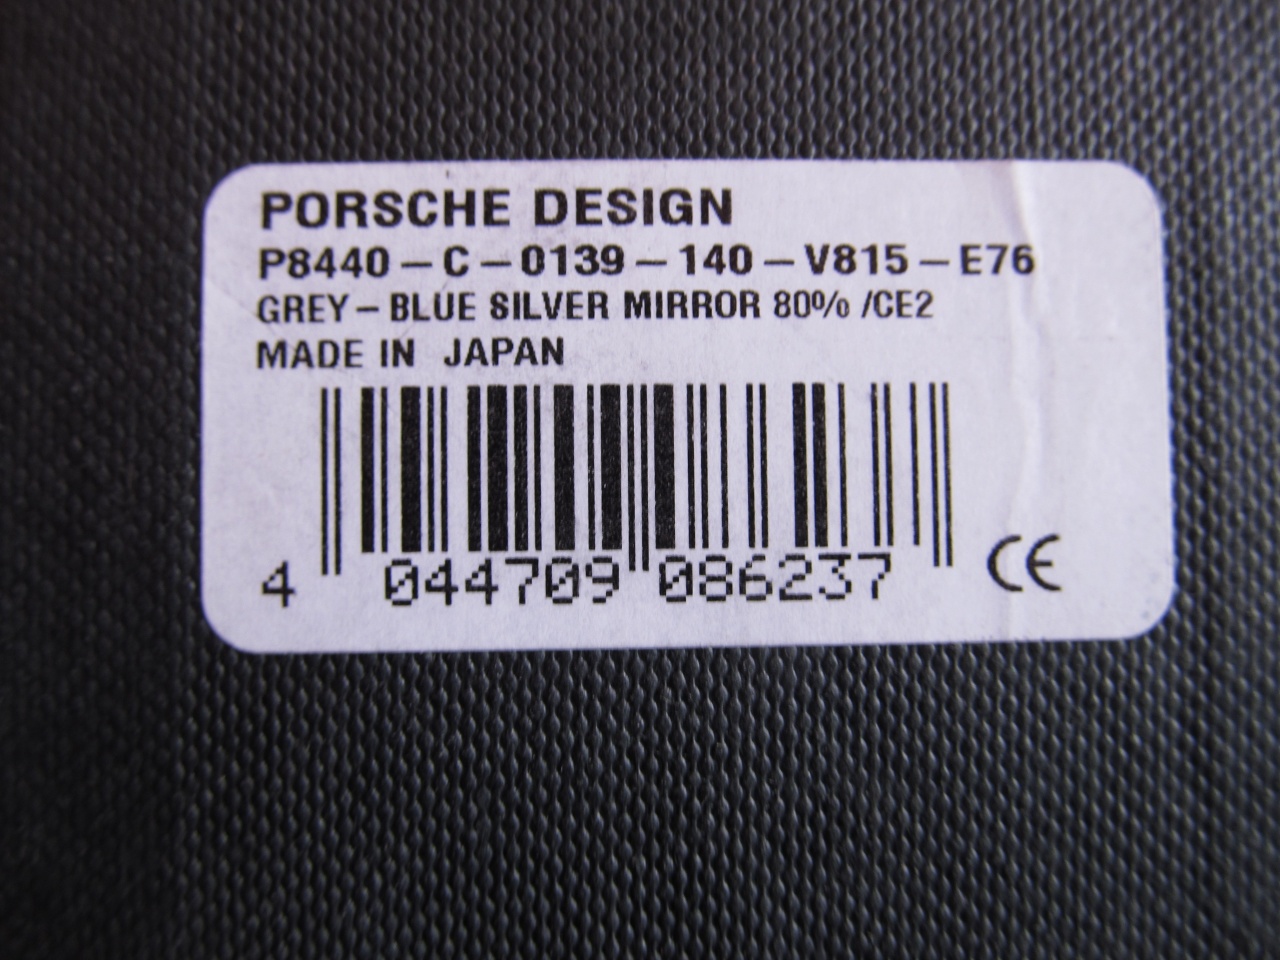 PORSCHE DESIGN
P8440-C-0139-140-V815-E76
GREY-BLUE SILVER MIRROR 80% /CE2
MADE IN JAPAN
4 044709 086237 CE